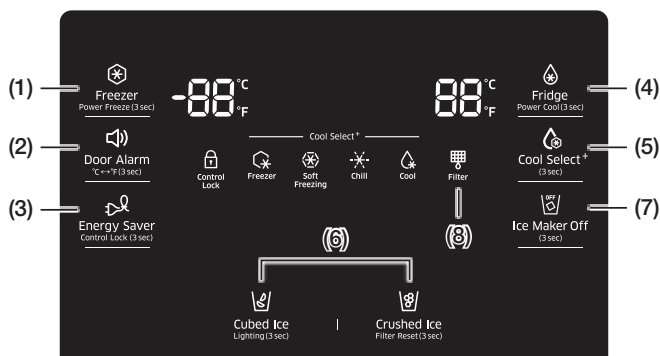 (1)
Freezer
Power Freeze (3 sec)
-88 °C °F
88 °C °F
Fridge
Power Cool (3 sec)
(4)
(2)
Door Alarm
°C↔°F (3 sec)
Cool Select+
Control Lock
Freezer
Soft Freezing
Chill
Cool
Filter
Cool Select+
(3 sec)
(5)
(3)
Energy Saver
Control Lock (3 sec)
(6)
(8)
OFF
Ice Maker Off
(3 sec)
(7)
Cubed Ice
Lighting (3 sec)
|
Crushed Ice
Filter Reset (3 sec)